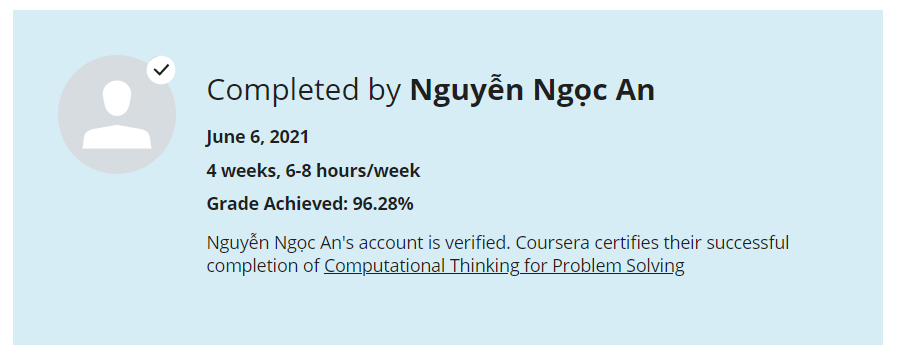 Completed by Nguyễn Ngọc An
June 6, 2021
4 weeks, 6-8 hours/week
Grade Achieved: 96.28%
Nguyễn Ngọc An's account is verified. Coursera certifies their successful
completion of Computational Thinking for Problem Solving